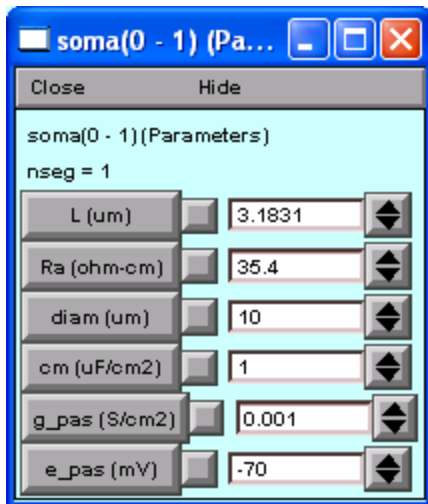 soma(0 - 1) (Pa...
Close Hide
soma(0 - 1)(Parameters)
nseg = 1
L (um) 3.1831
Ra (ohm-cm) 35.4
diam (um) 10
cm (uF/cm2) 1
g_pas (S/cm2) 0.001
e_pas (mV) -70